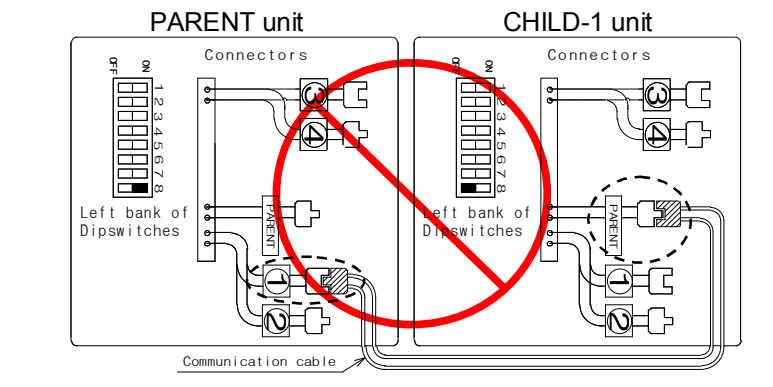 PARENT unit
CHILD-1 unit
Connectors
OFF ON
1 2 3 4 5 6 7 8
3
4
Left bank of
Dipswitches
PARENT
1
2
Connectors
OFF ON
1 2 3 4 5 6 7 8
3
4
Left bank of
Dipswitches
PARENT
1
2
Communication cable